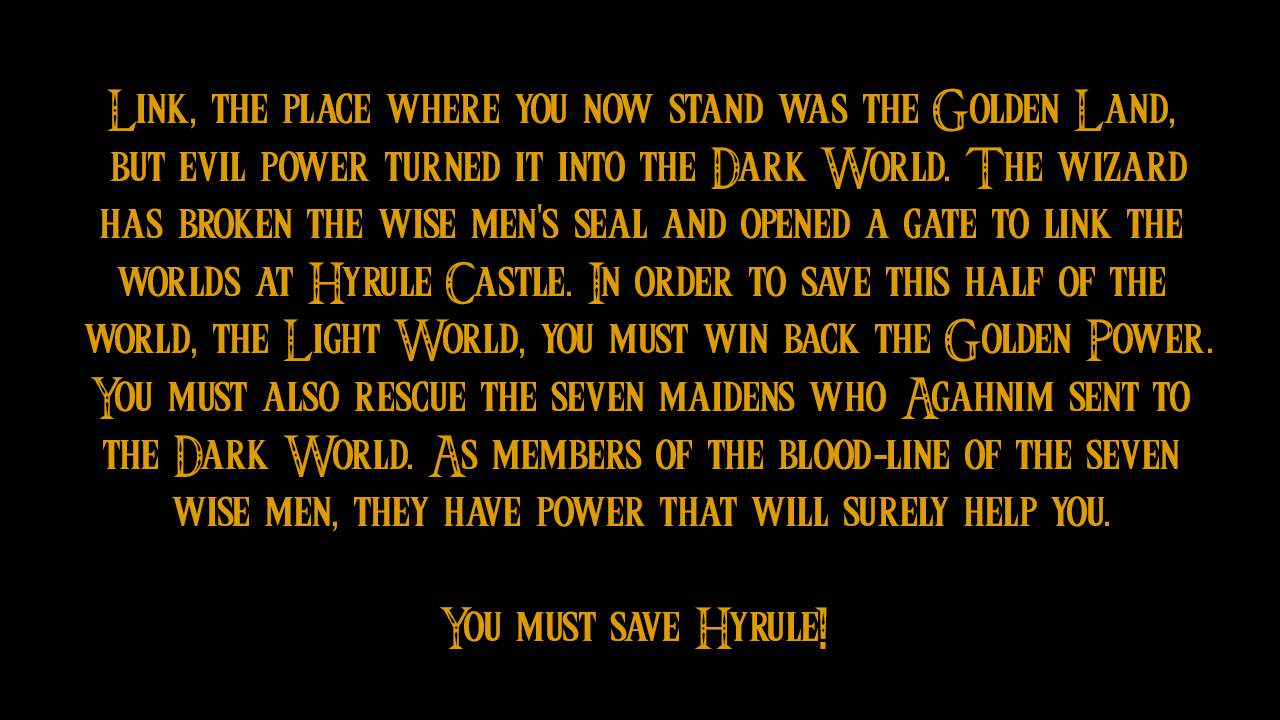 Link, the place where you now stand was the Golden Land,
but evil power turned it into the Dark World. The wizard
has broken the wise men's seal and opened a gate to link the
worlds at Hyrule Castle. In order to save this half of the
world, the Light World, you must win back the Golden Power.
You must also rescue the seven maidens who Agahnim sent to
the Dark World. As members of the blood-line of the seven
wise men, they have power that will surely help you.
You must save Hyrule!